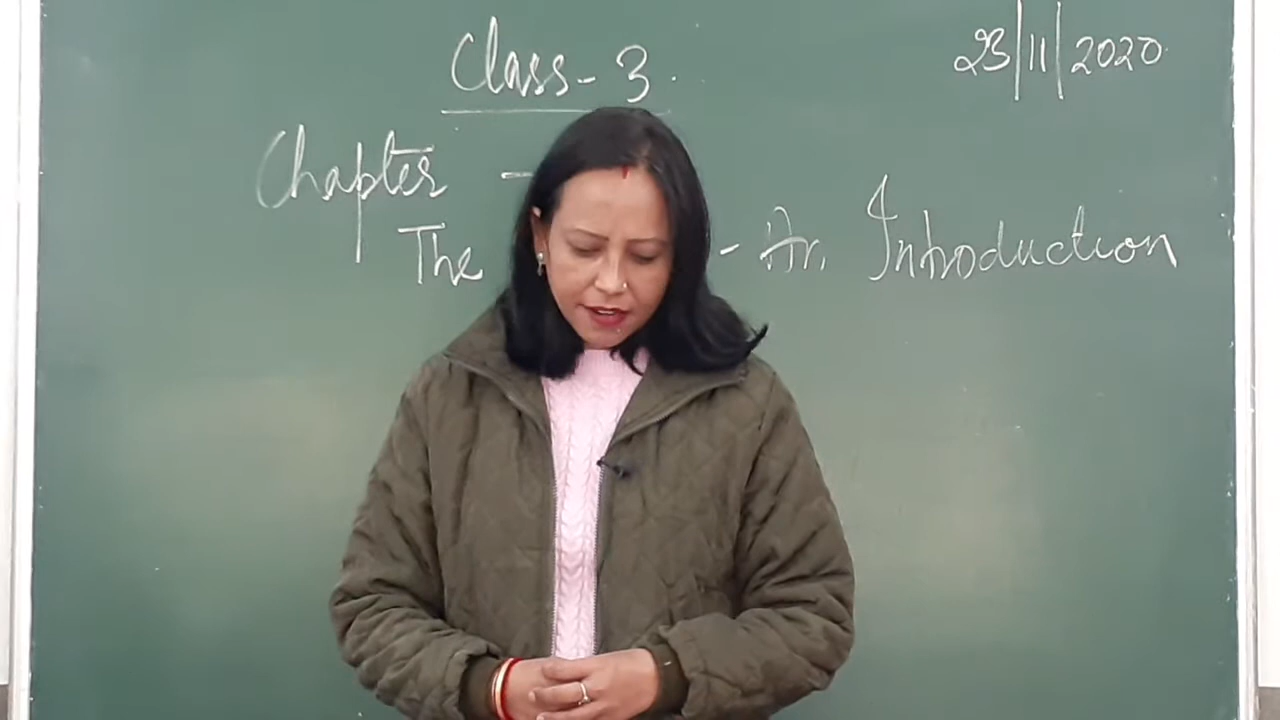 Class-3.
23/11/2020
Chapter -
The - An Introduction